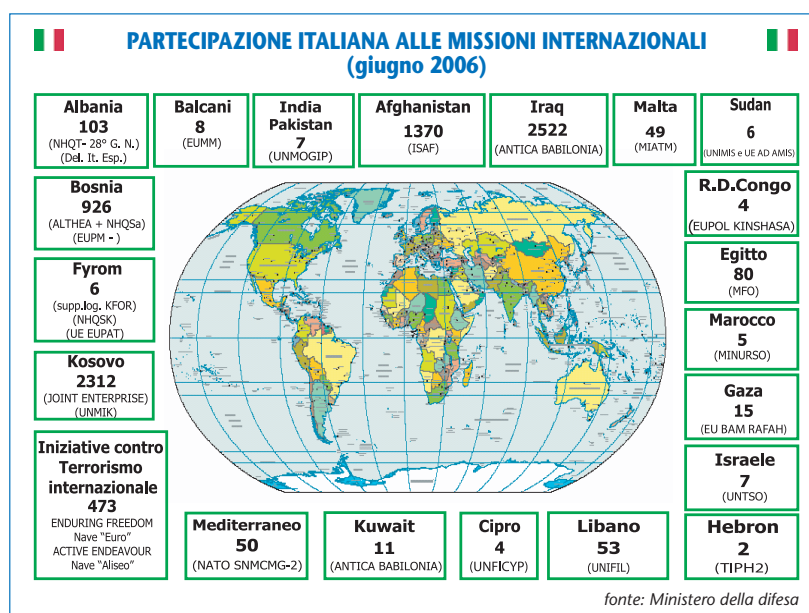 PARTECIPAZIONE ITALIANA ALLE MISSIONI INTERNAZIONALI
(giugno 2006)
Albania
103
(NHQT- 28° G. N.)
(Del. It. Esp.)
Balcani
8
(EUMM)
India
Pakistan
7
(UNMOGIP)
Afghanistan
1370
(ISAF)
Iraq
2522
(ANTICA BABILONIA)
Malta
49
(MIATM)
Sudan
6
(UNIMIS e UE AD AMIS)
Bosnia
926
(ALTHEA + NHQSa)
(EUPM - )
Fyrom
6
(supp.log. KFOR)
(NHQSK)
(UE EUPAT)
Kosovo
2312
(JOINT ENTERPRISE)
(UNMIK)
Iniziative contro
Terrorismo
internazionale
473
ENDURING FREEDOM
Nave “Euro”
ACTIVE ENDEAVOUR
Nave “Aliseo”
R.D.Congo
4
(EUPOL KINSHASA)
Egitto
80
(MFO)
Marocco
5
(MINURSO)
Gaza
15
(EU BAM RAFAH)
Israele
7
(UNTSO)
Hebron
2
(TIPH2)
Mediterraneo
50
(NATO SNMCMG-2)
Kuwait
11
(ANTICA BABILONIA)
Cipro
4
(UNFICYP)
Libano
53
(UNIFIL)
fonte: Ministero della difesa